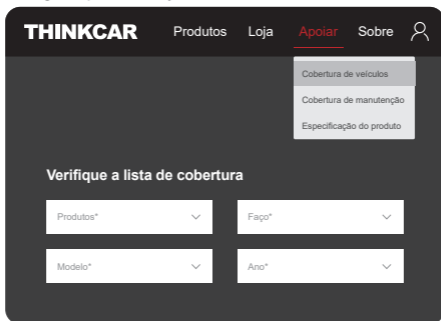 THINKCAR Produtos Loja Apoiar Sobre
Cobertura de veículos
Cobertura de manutenção
Especificação do produto
Verifique a lista de cobertura
Produtos* Faço*
Modelo* Ano*